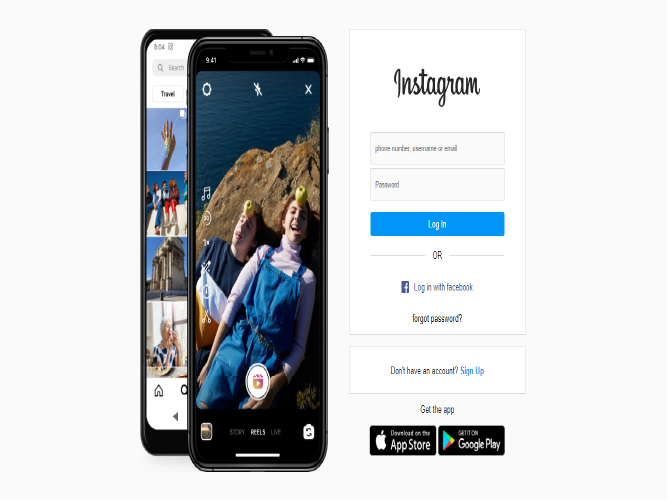 8:04
Search
Travel
9:41
STORY REELS LIVE
Instagram
phone number, username or email
Password
Log In
OR
Log in with facebook
forgot password?
Don't have an account? Sign Up
Get the app
Download on the
App Store
GET IT ON
Google Play